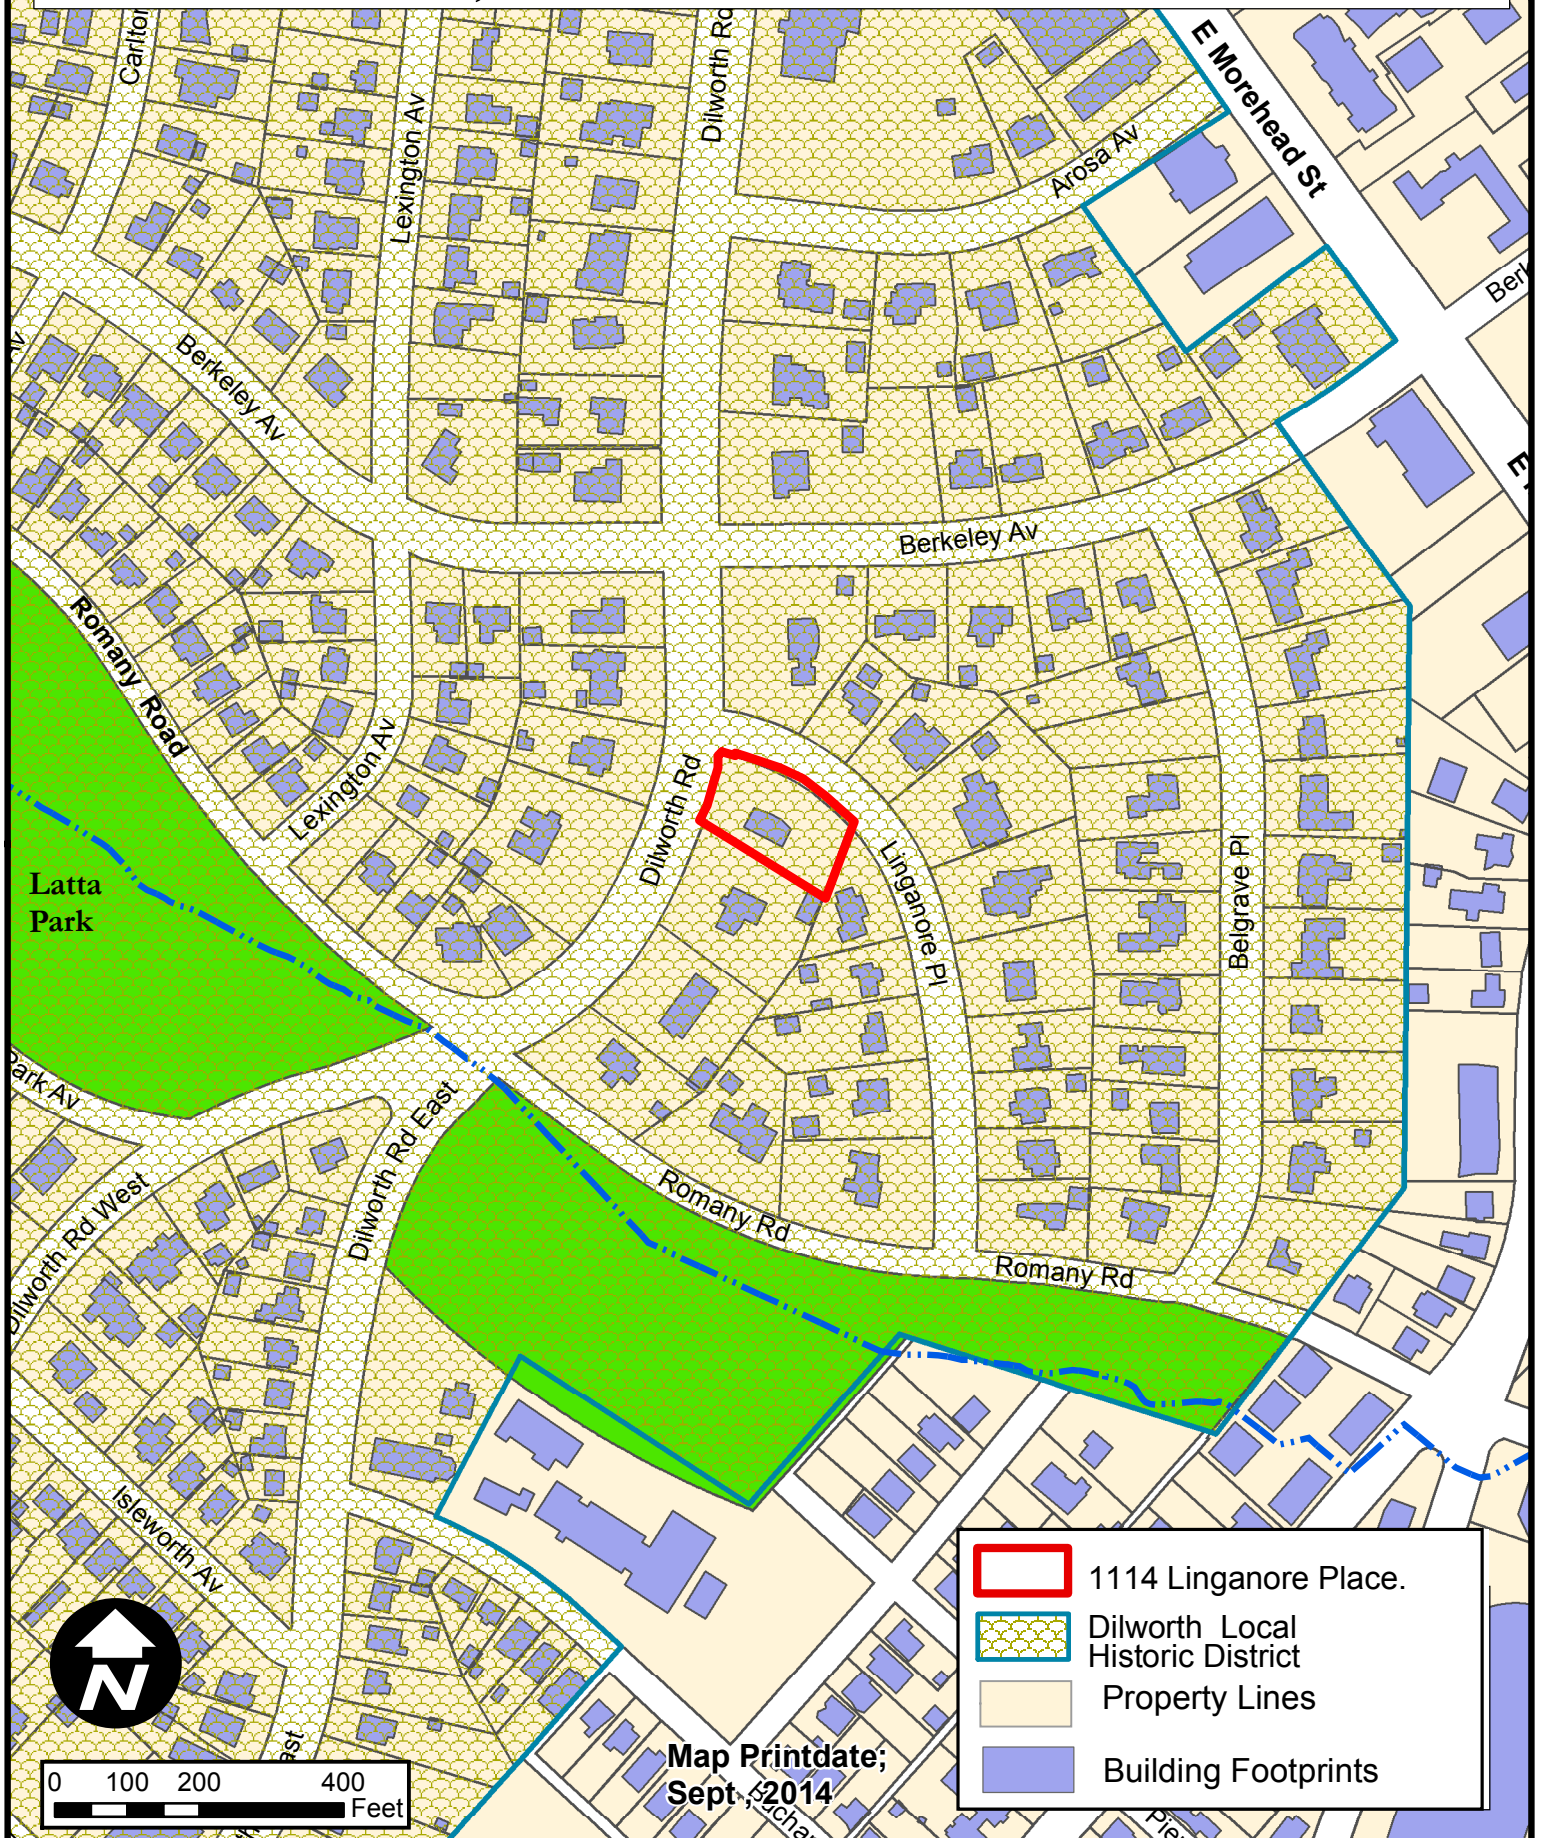 Dilworth Rd
E Morehead St
Lexington Av
Arosa Av
Berkeley Av
Berkeley Av
Romany Road
Lexington Av
Dilworth Rd
Linganore Pl
Belgrave Pl
Latta
Park
Park Av
Dilworth Rd East
Dilworth Rd West
Romany Rd
Romany Rd
Isleworth Av
1114 Linganore Place.
Dilworth Local
Historic District
Property Lines
Building Footprints
N
Map Printdate;
Sept , 2014
0 100 200 400
Feet